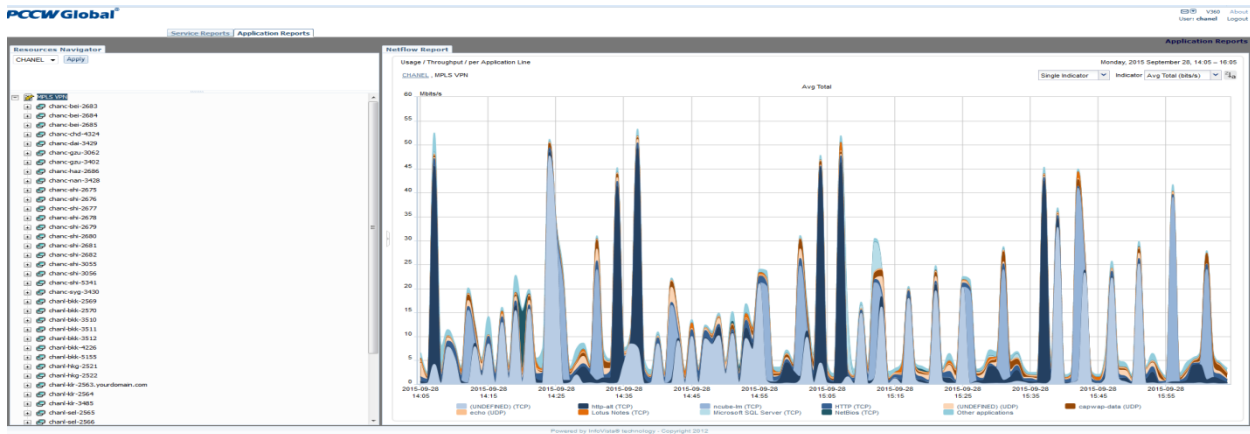 PCCW Global
V360 About
User: chanel Logout
Service Reports Application Reports
Application Reports
Resources Navigator
CHANEL Apply
MPLS VPN
chanc-bei-2683
chanc-bei-2684
chanc-bei-2685
chanc-chd-4324
chanc-dal-3429
chanc-gzu-3062
chanc-gzu-3402
chanc-haz-2686
chanc-nan-3428
chanc-shi-2675
chanc-shi-2676
chanc-shi-2677
chanc-shi-2678
chanc-shi-2679
chanc-shi-2680
chanc-shi-2681
chanc-shi-2682
chanc-shi-3055
chanc-shi-3056
chanc-shi-5341
chanc-syg-3430
chanl-bkk-2569
chanl-bkk-2570
chanl-bkk-3510
chanl-bkk-3511
chanl-bkk-3512
chanl-bkk-4226
chanl-bkk-5155
chanl-hkg-2521
chanl-hkg-2522
chanl-klr-2563.yourdomain.com
chanl-klr-2564
chanl-klr-3485
chanl-sel-2565
chanl-sel-2566
Netflow Report
Usage / Throughput / per Application Line
Monday, 2015 September 28, 14:05 – 16:05
CHANEL , MPLS VPN
Single Indicator Indicator Avg Total (bits/s)
Avg Total
Mbits/s
60
55
50
45
40
35
30
25
20
15
10
5
0
2015-09-28 2015-09-28 2015-09-28 2015-09-28 2015-09-28 2015-09-28 2015-09-28 2015-09-28 2015-09-28 2015-09-28 2015-09-28 2015-09-28
14:05 14:15 14:25 14:35 14:45 14:55 15:05 15:15 15:25 15:35 15:45 15:55
(UNDEFINED) (TCP) http-alt (TCP) ncube-lm (TCP) HTTP (TCP) (UNDEFINED) (UDP) capwap-data (UDP)
echo (UDP) Lotus Notes (TCP) Microsoft SQL Server (TCP) NetBios (TCP) Other applications
Powered by InfoVista® technology - Copyright 2012